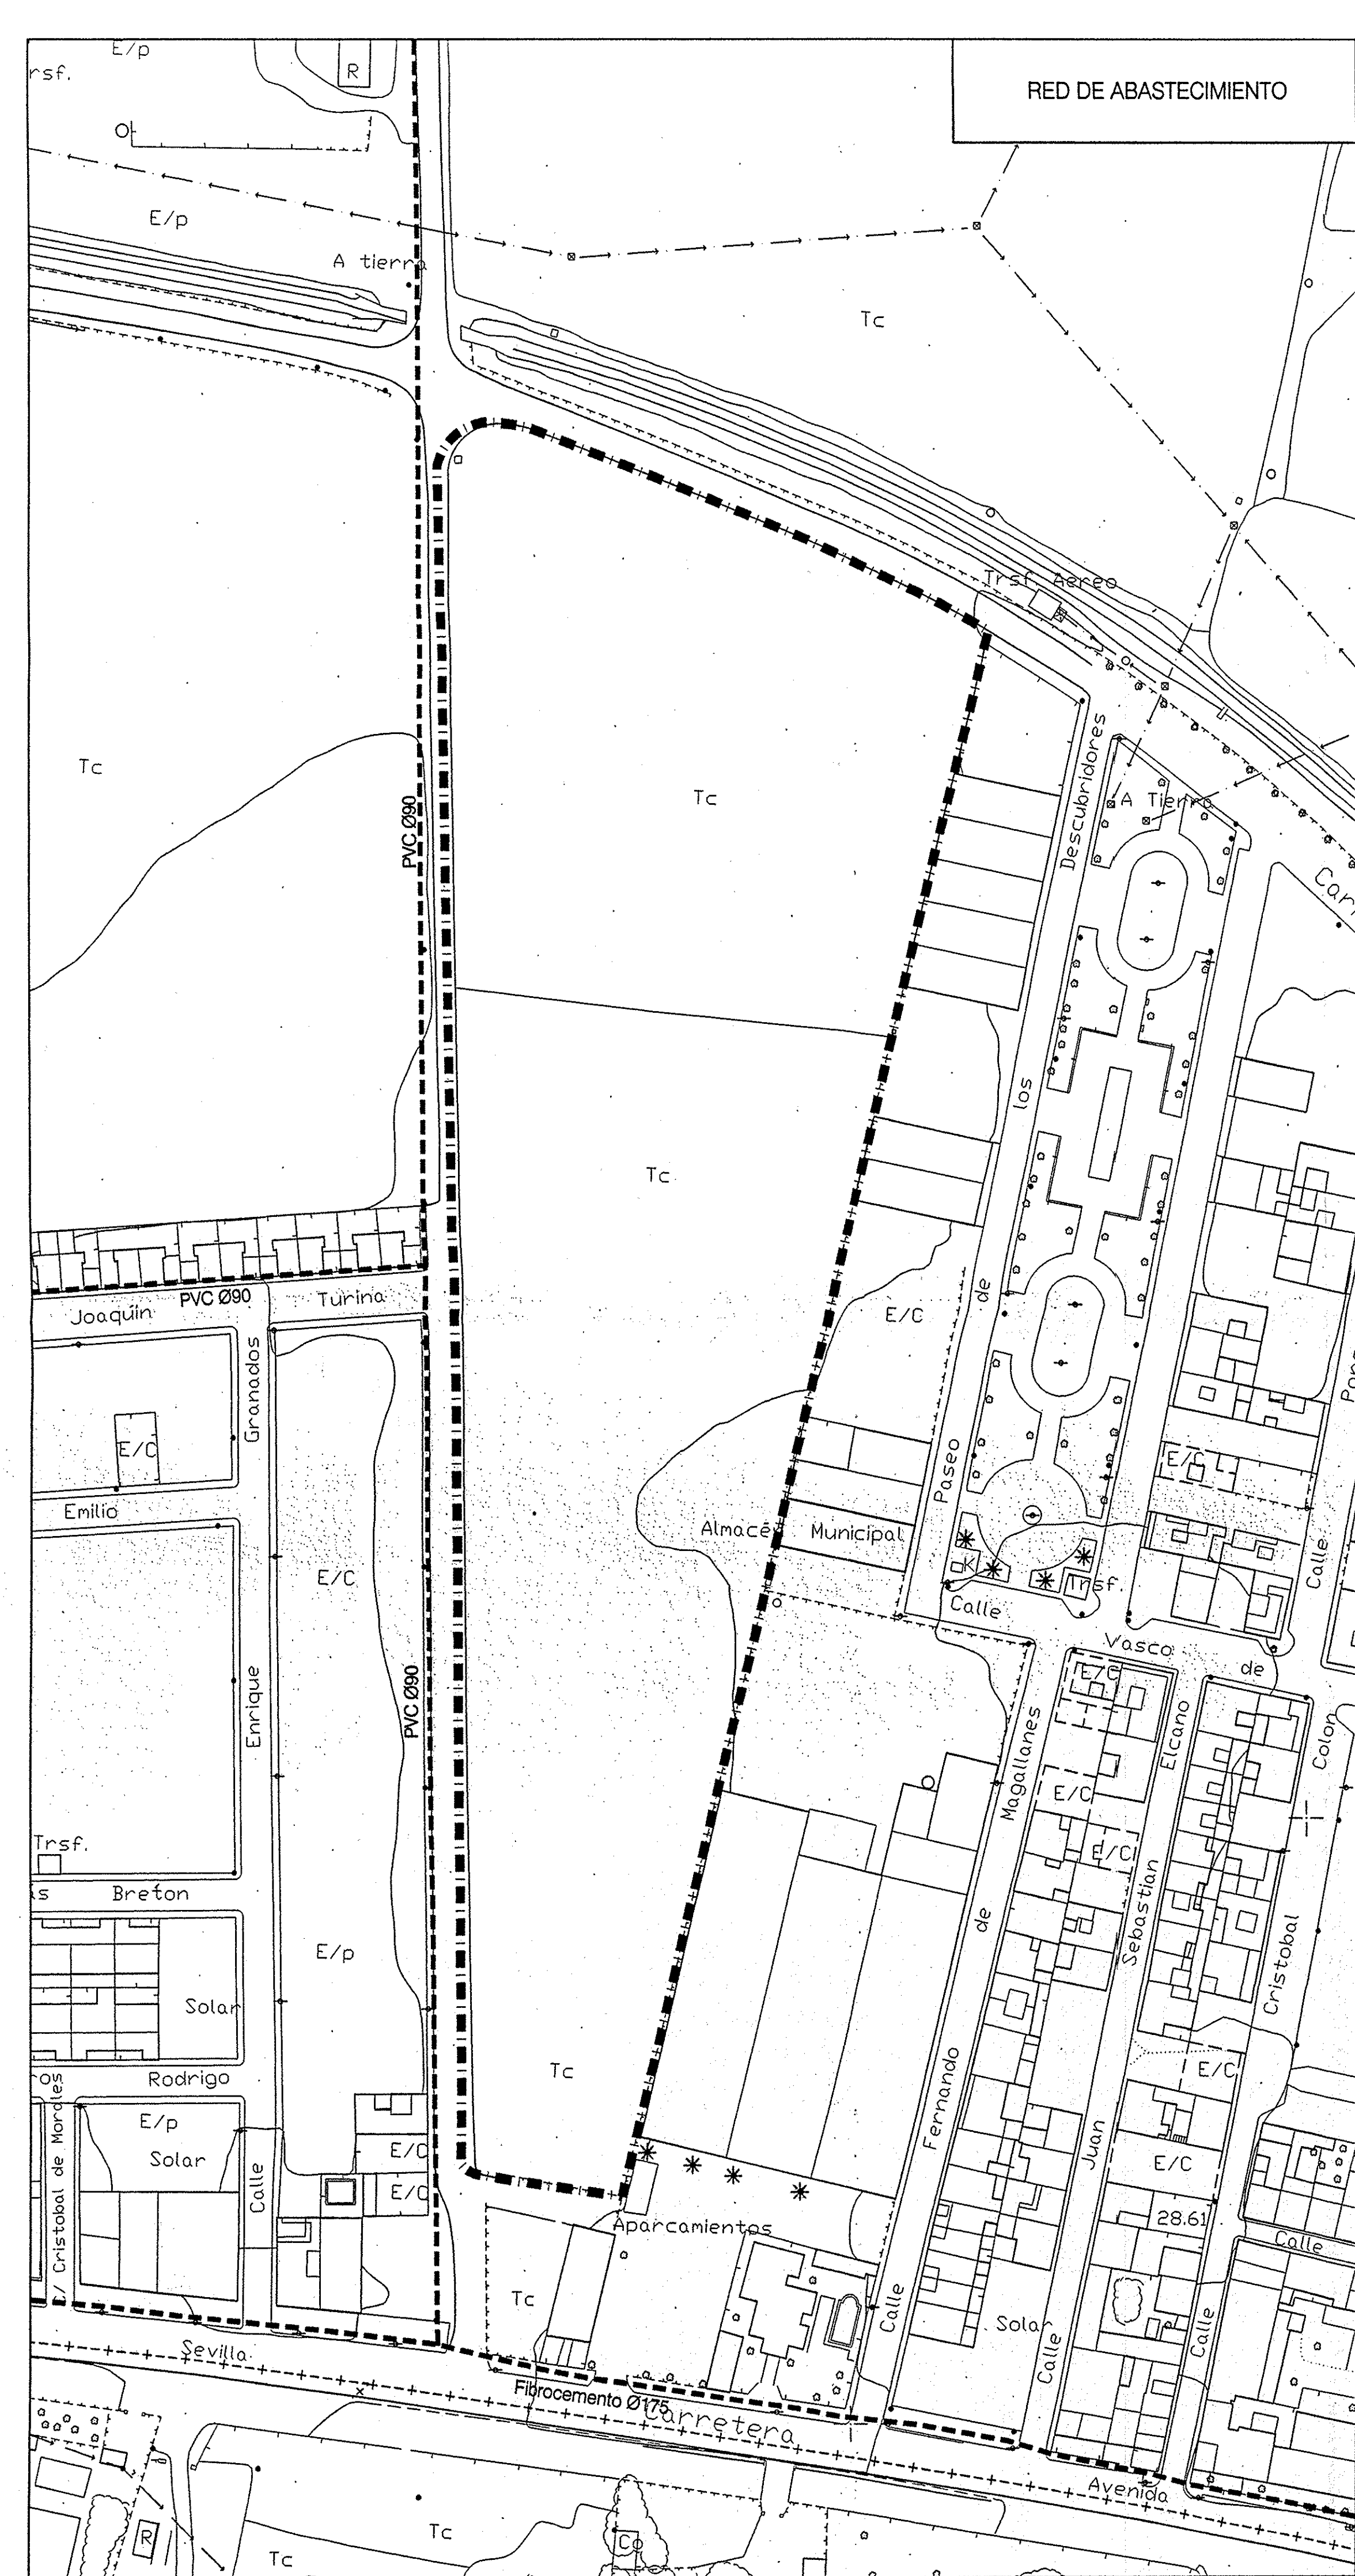 E/p
R
rsf.
RED DE ABASTECIMIENTO
E/p
A tierra
Tc
Trsf. Aereo
Tc
Tc
PVC Ø90
Descubridores
A Tierra
los
Tc
de
E/C
PVC Ø90
Joaquin
Turina
Granados
E/C
Emilio
Paseo
E/C
Almacén Municipal
E/C
Trsf.
Calle
Calle
Vasco
de
E/C
Enrique
PVC Ø90
Magallanes
E/C
Elcano
Colon
E/C
Trsf.
Breton
de
Sebastian
Cristobal
E/p
Solar
Tc
Rodrigo
E/p
Solar
E/C
E/C
C/ Cristobal de Morales
Calle
Fernando
Juan
E/C
E/C
28.61
Calle
Aparcamientos
Tc
Calle
Solar
Calle
Calle
Sevilla
Fibrocemento Ø175
Carretera
Avenida
R
Tc
Tc
Co